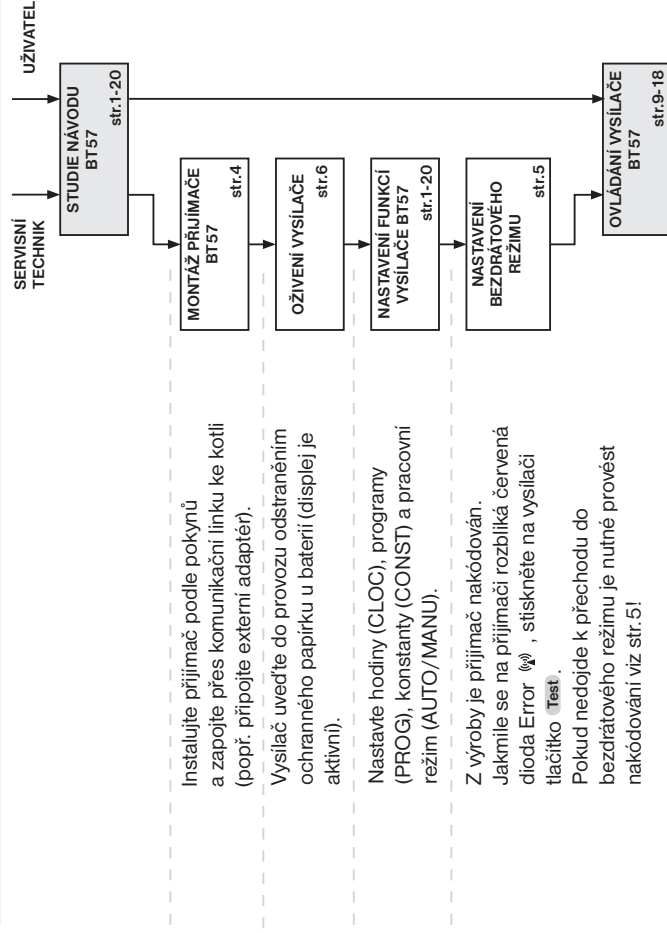 SERVISNÍ
TECHNIK
UŽIVATEL
STUDIE NÁVODU
BT57
str.1-20
MONTÁŽ PŘIJÍMAČE
BT57
str.4
Instalujte přijímač podle pokynů
a zapojte přes komunikační linku ke kotli
(popř. připojte externí adaptér).
OŽIVENÍ VYSÍLAČE
str.6
Vysílač uveďte do provozu odstraněním
ochranného papírku u baterií (displej je
aktivní).
NASTAVENÍ FUNKCÍ
VYSÍLAČE BT57
str.1-20
Nastavte hodiny (CLOC), programy
(PROG), konstanty (CONST) a pracovní
režim (AUTO/MANU).
NASTAVENÍ
BEZDRÁTOVÉHO
REŽIMU
str.5
Z výroby je přijímač nakódován.
Jakmile se na přijímači rozbliká červená
dioda Error , stiskněte na vysílači
tlačítko Test.
Pokud nedojde k přechodu do
bezdrátového režimu je nutné provést
nakódování viz str.5!
OVLÁDÁNÍ VYSÍLAČE
BT57
str.9-18